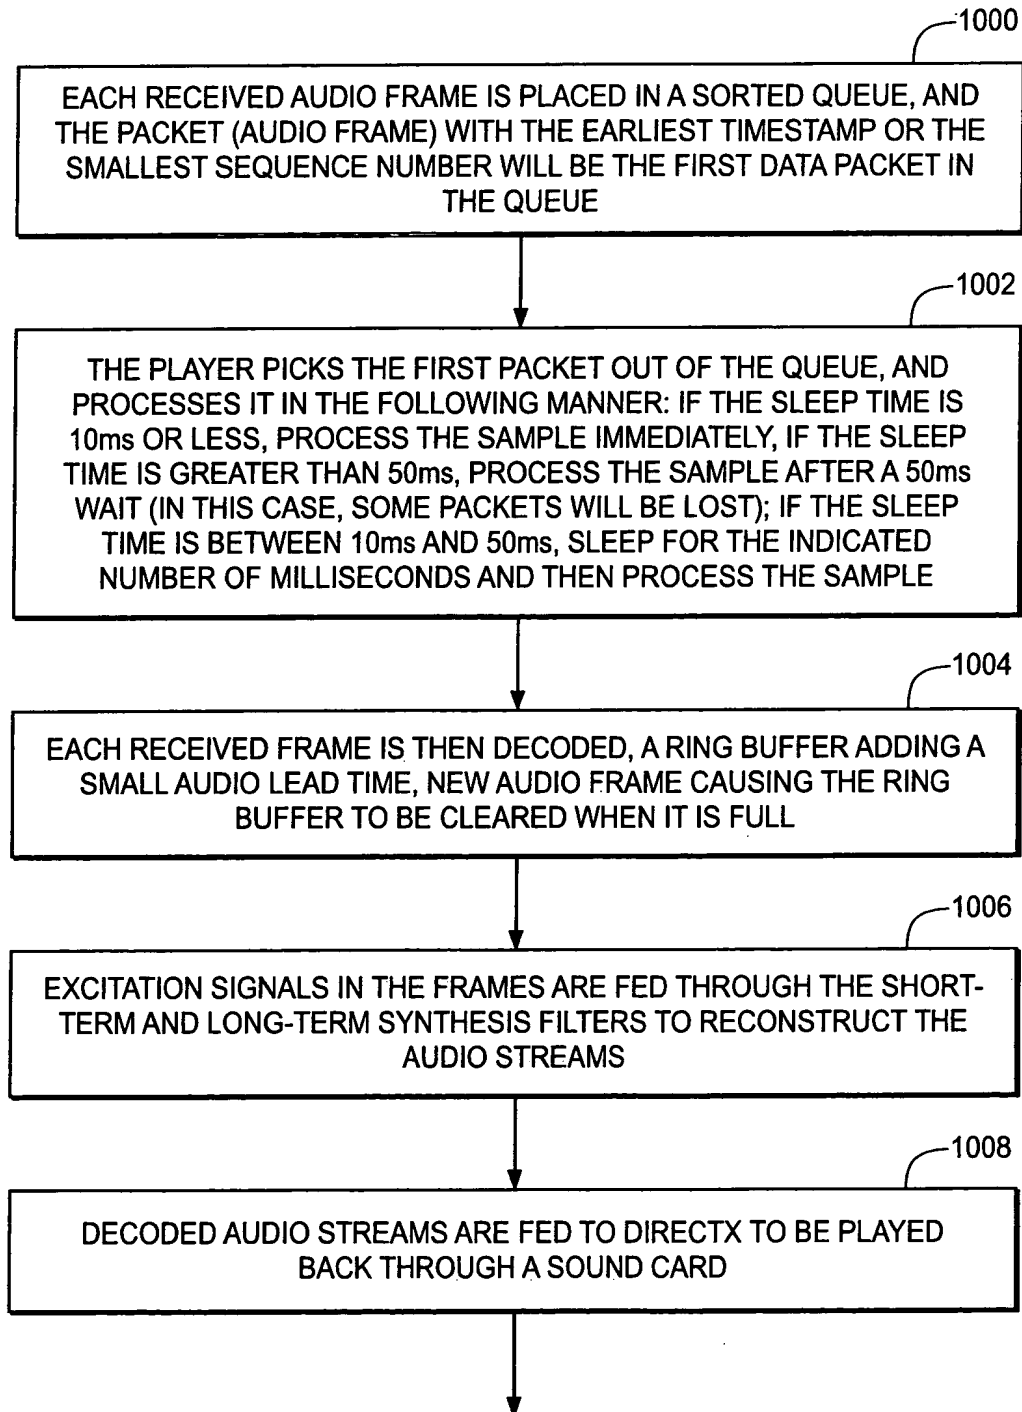 1000
EACH RECEIVED AUDIO FRAME IS PLACED IN A SORTED QUEUE, AND
THE PACKET (AUDIO FRAME) WITH THE EARLIEST TIMESTAMP OR THE
SMALLEST SEQUENCE NUMBER WILL BE THE FIRST DATA PACKET IN
THE QUEUE
1002
THE PLAYER PICKS THE FIRST PACKET OUT OF THE QUEUE, AND
PROCESSES IT IN THE FOLLOWING MANNER: IF THE SLEEP TIME IS
10ms OR LESS, PROCESS THE SAMPLE IMMEDIATELY, IF THE SLEEP
TIME IS GREATER THAN 50ms, PROCESS THE SAMPLE AFTER A 50ms
WAIT (IN THIS CASE, SOME PACKETS WILL BE LOST); IF THE SLEEP
TIME IS BETWEEN 10ms AND 50ms, SLEEP FOR THE INDICATED
NUMBER OF MILLISECONDS AND THEN PROCESS THE SAMPLE
1004
EACH RECEIVED FRAME IS THEN DECODED, A RING BUFFER ADDING A
SMALL AUDIO LEAD TIME, NEW AUDIO FRAME CAUSING THE RING
BUFFER TO BE CLEARED WHEN IT IS FULL
1006
EXCITATION SIGNALS IN THE FRAMES ARE FED THROUGH THE SHORT-
TERM AND LONG-TERM SYNTHESIS FILTERS TO RECONSTRUCT THE
AUDIO STREAMS
1008
DECODED AUDIO STREAMS ARE FED TO DIRECTX TO BE PLAYED
BACK THROUGH A SOUND CARD